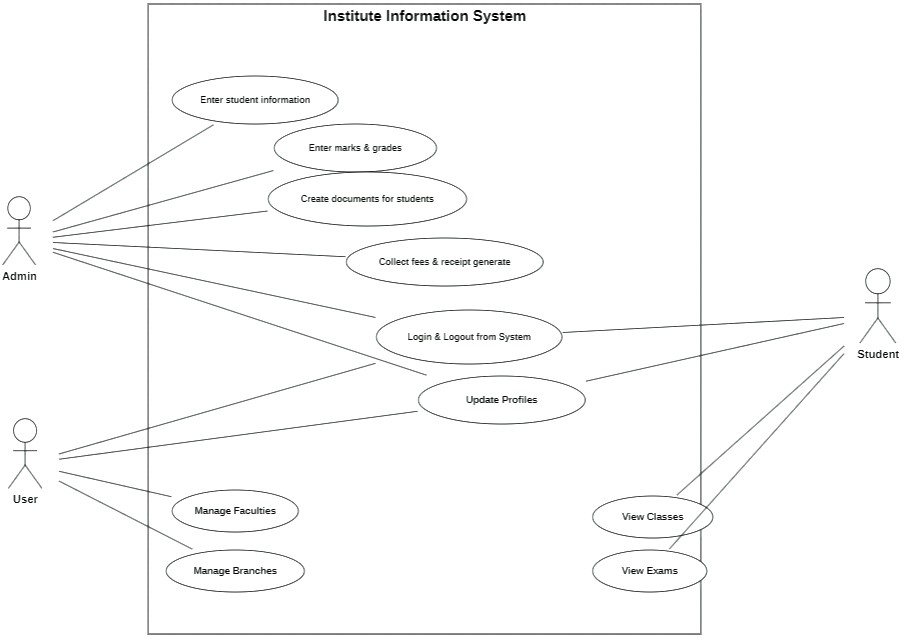 Institute Information System
Enter student information
Enter marks & grades
Create documents for students
Collect fees & receipt generate
Admin
Login & Logout from System
Student
Update Profiles
User
Manage Faculties
View Classes
Manage Branches
View Exams